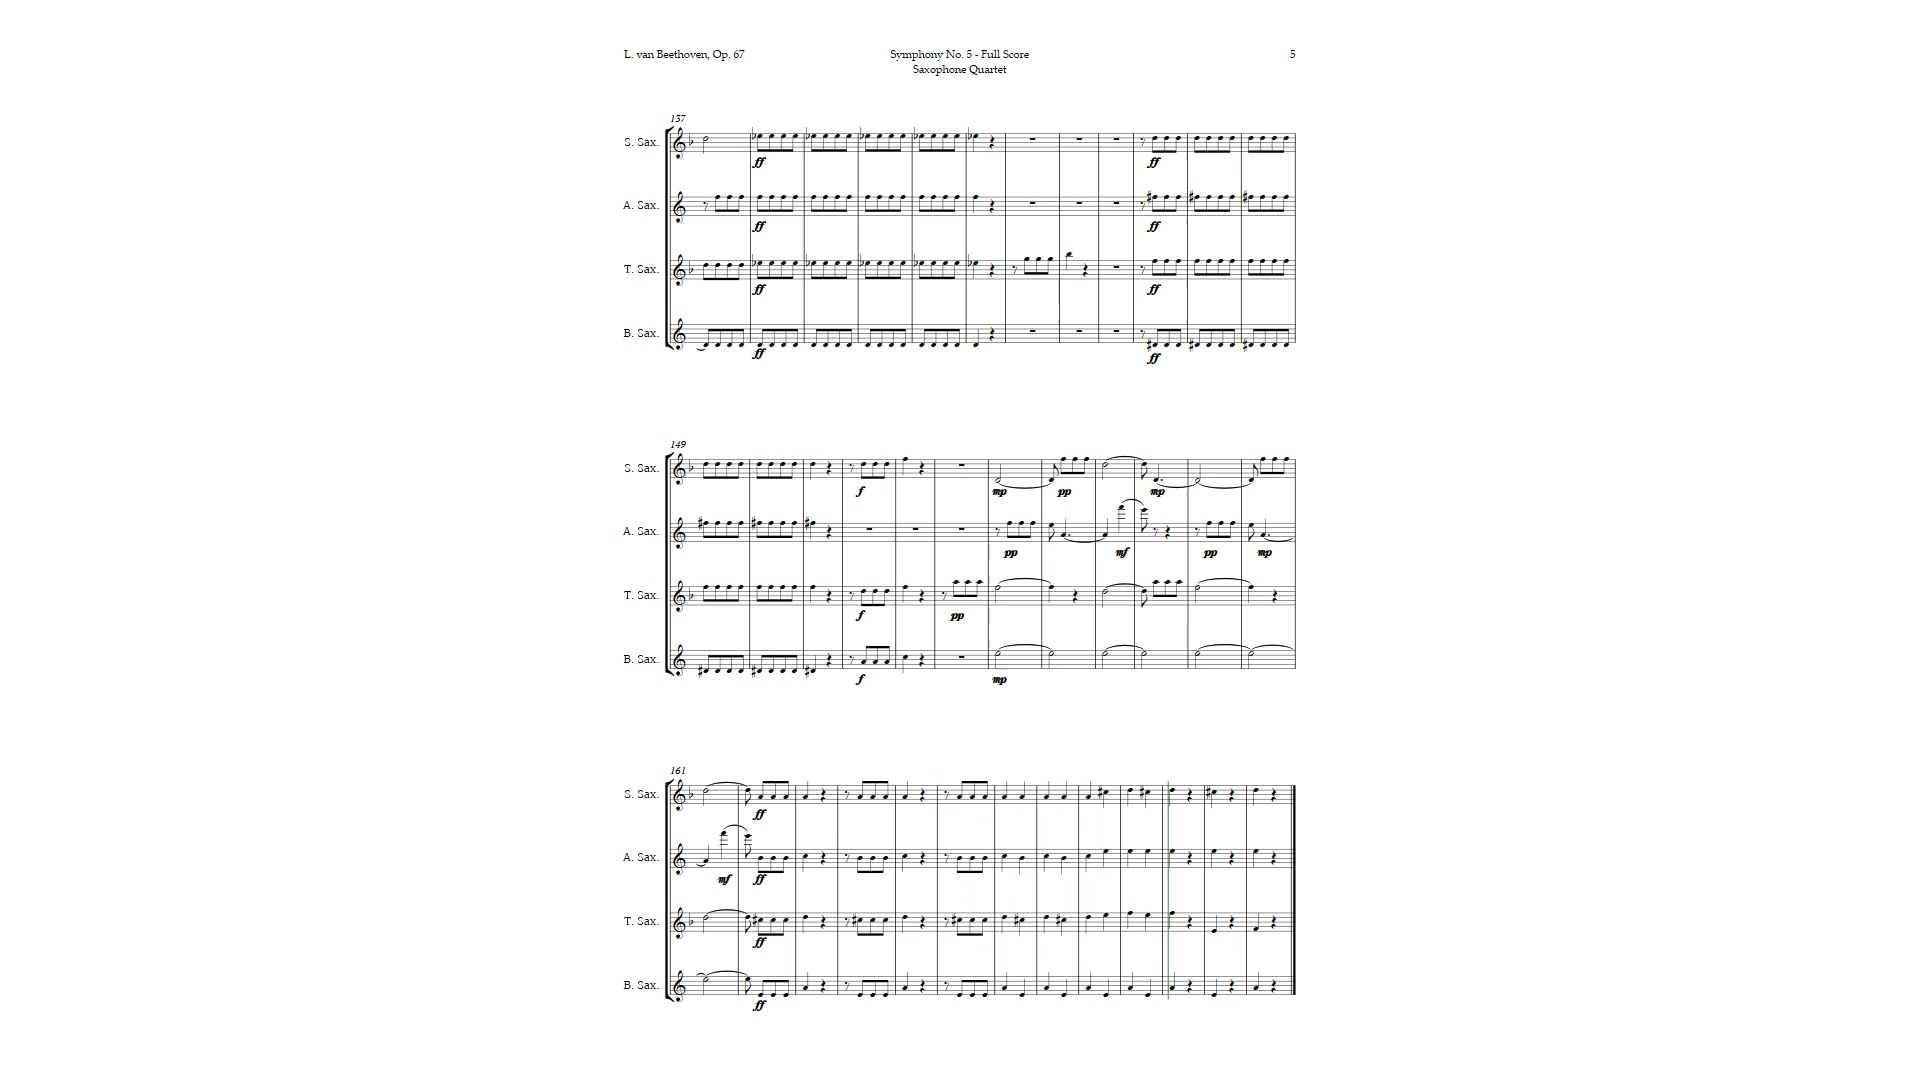 L. van Beethoven, Op. 67 Symphony No. 5 - Full Score 5
Saxophone Quartet
137
S. Sax.
ff ff
A. Sax.
ff ff
T. Sax.
ff ff
B. Sax.
ff ff
149
S. Sax.
f mp pp mp
A. Sax.
pp mf pp mp
T. Sax.
f pp
B. Sax.
f mp
161
S. Sax.
ff
A. Sax.
mf ff
T. Sax.
ff
B. Sax.
ff